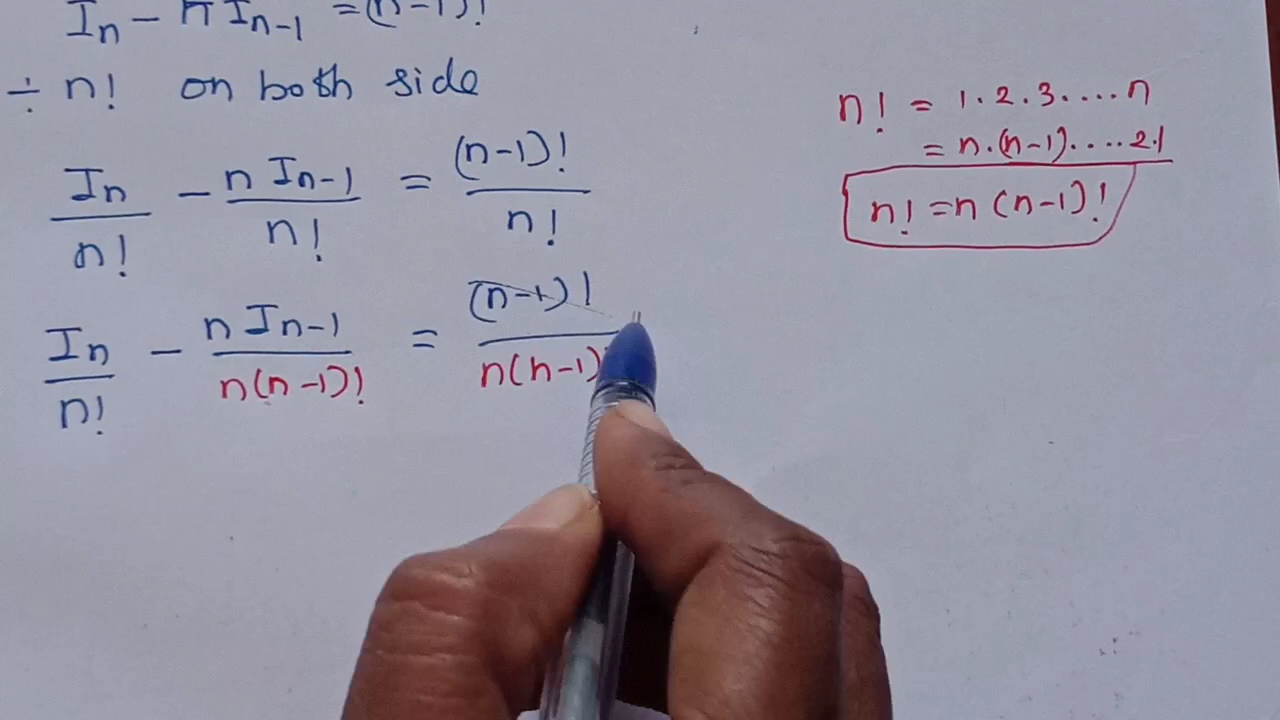 Iₙ − n Iₙ₋₁ = (n−1)!
÷ n! on both side
Iₙ/n! − n Iₙ₋₁/n! = (n−1)!/n!
Iₙ/n! − n Iₙ₋₁/n(n−1)! = (n−1)!/n(n−1)
n! = 1.2.3....n
= n.(n−1)....2.1
n! = n (n−1)!